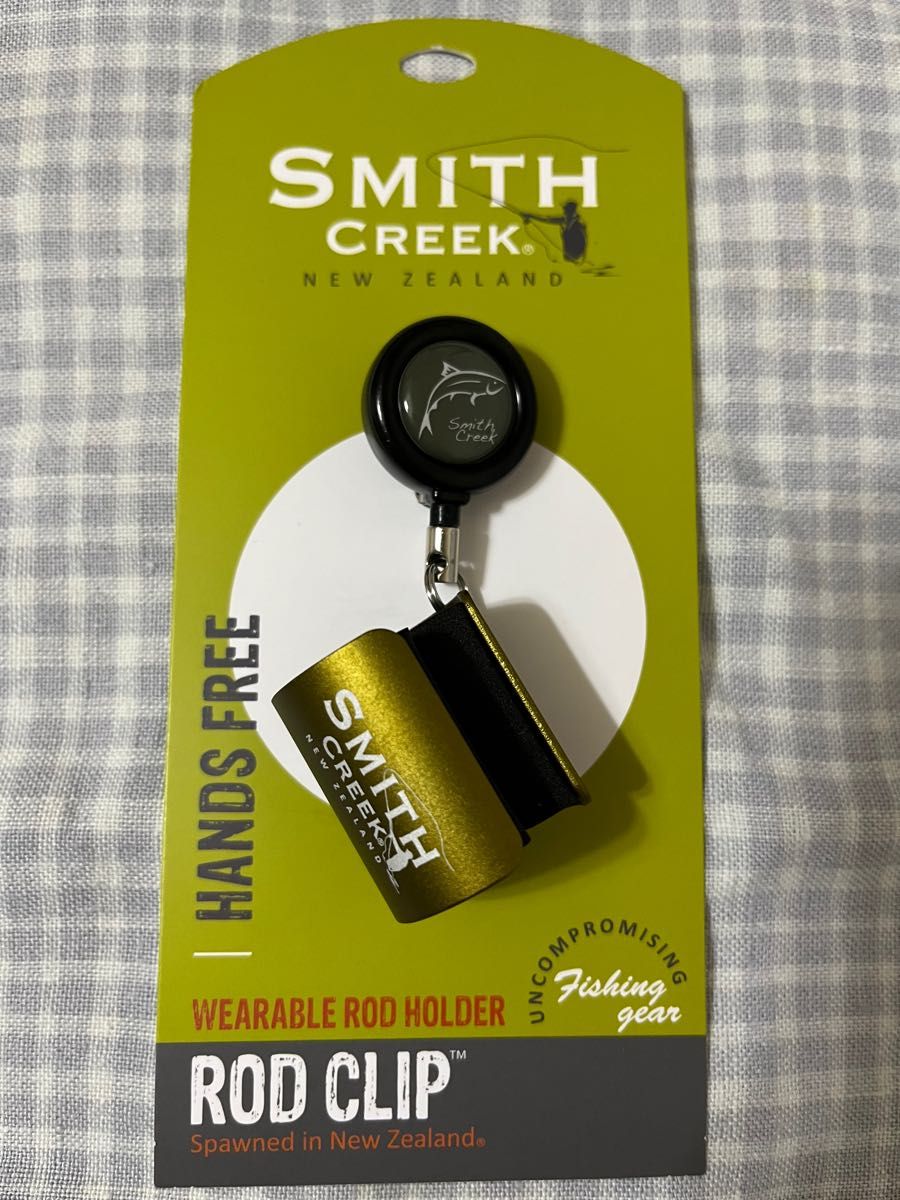 SMITH
CREEK®
NEW ZEALAND
Smith
Creek
SMITH
CREEK®
NEW ZEALAND
HANDS FREE
UNCOMPROMISING
Fishing
gear
WEARABLE ROD HOLDER
ROD CLIP™
Spawned in New Zealand®